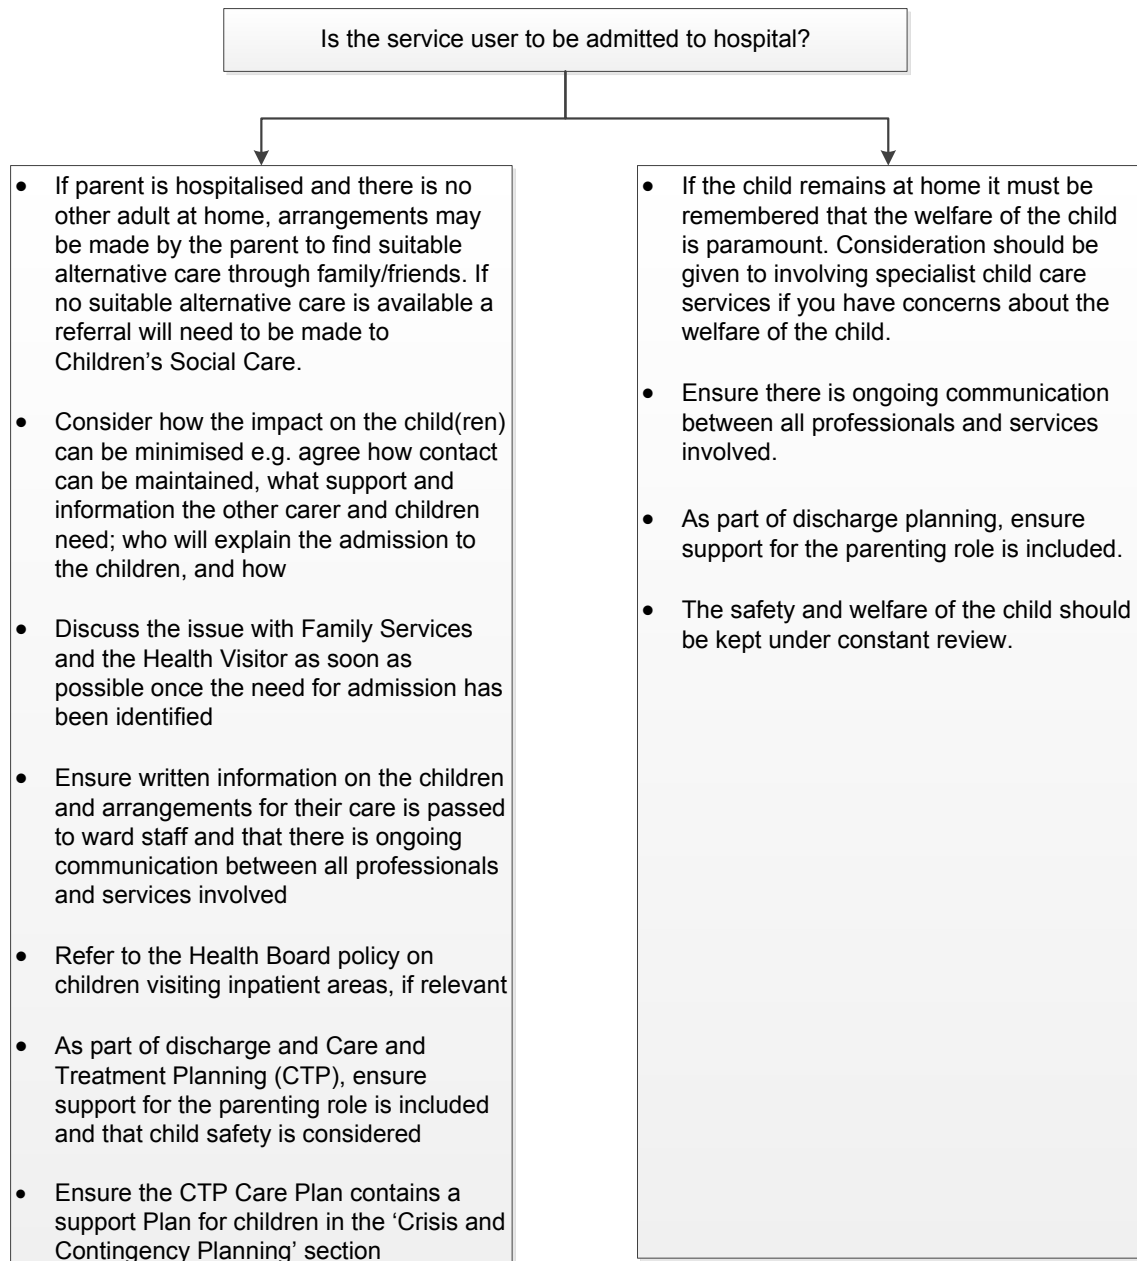 Is the service user to be admitted to hospital?
• If parent is hospitalised and there is no
other adult at home, arrangements may
be made by the parent to find suitable
alternative care through family/friends. If
no suitable alternative care is available a
referral will need to be made to
Children’s Social Care.
• Consider how the impact on the child(ren)
can be minimised e.g. agree how contact
can be maintained, what support and
information the other carer and children
need; who will explain the admission to
the children, and how
• Discuss the issue with Family Services
and the Health Visitor as soon as
possible once the need for admission has
been identified
• Ensure written information on the children
and arrangements for their care is passed
to ward staff and that there is ongoing
communication between all professionals
and services involved
• Refer to the Health Board policy on
children visiting inpatient areas, if relevant
• As part of discharge and Care and
Treatment Planning (CTP), ensure
support for the parenting role is included
and that child safety is considered
• Ensure the CTP Care Plan contains a
support Plan for children in the ‘Crisis and
Contingency Planning’ section
• If the child remains at home it must be
remembered that the welfare of the child
is paramount. Consideration should be
given to involving specialist child care
services if you have concerns about the
welfare of the child.
• Ensure there is ongoing communication
between all professionals and services
involved.
• As part of discharge planning, ensure
support for the parenting role is included.
• The safety and welfare of the child should
be kept under constant review.